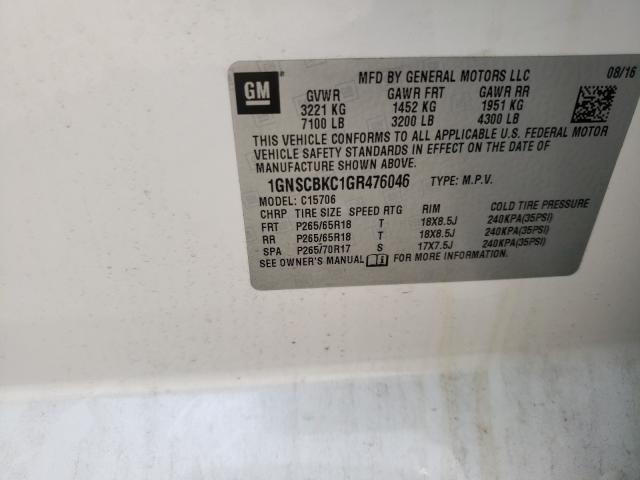 GM
MFD BY GENERAL MOTORS LLC 08/16
GVWR GAWR FRT GAWR RR
3221 KG 1452 KG 1951 KG
7100 LB 3200 LB 4300 LB
THIS VEHICLE CONFORMS TO ALL APPLICABLE U.S. FEDERAL MOTOR
VEHICLE SAFETY STANDARDS IN EFFECT ON THE DATE OF
MANUFACTURE SHOWN ABOVE.
1GNSCBKC1GR476046 TYPE: M.P.V.
MODEL: C15706
CHRP TIRE SIZE SPEED RTG RIM COLD TIRE PRESSURE
FRT P265/65R18 T 18X8.5J 240KPA(35PSI)
RR P265/65R18 T 18X8.5J 240KPA(35PSI)
SPA P265/70R17 S 17X7.5J 240KPA(35PSI)
SEE OWNER'S MANUAL FOR MORE INFORMATION.